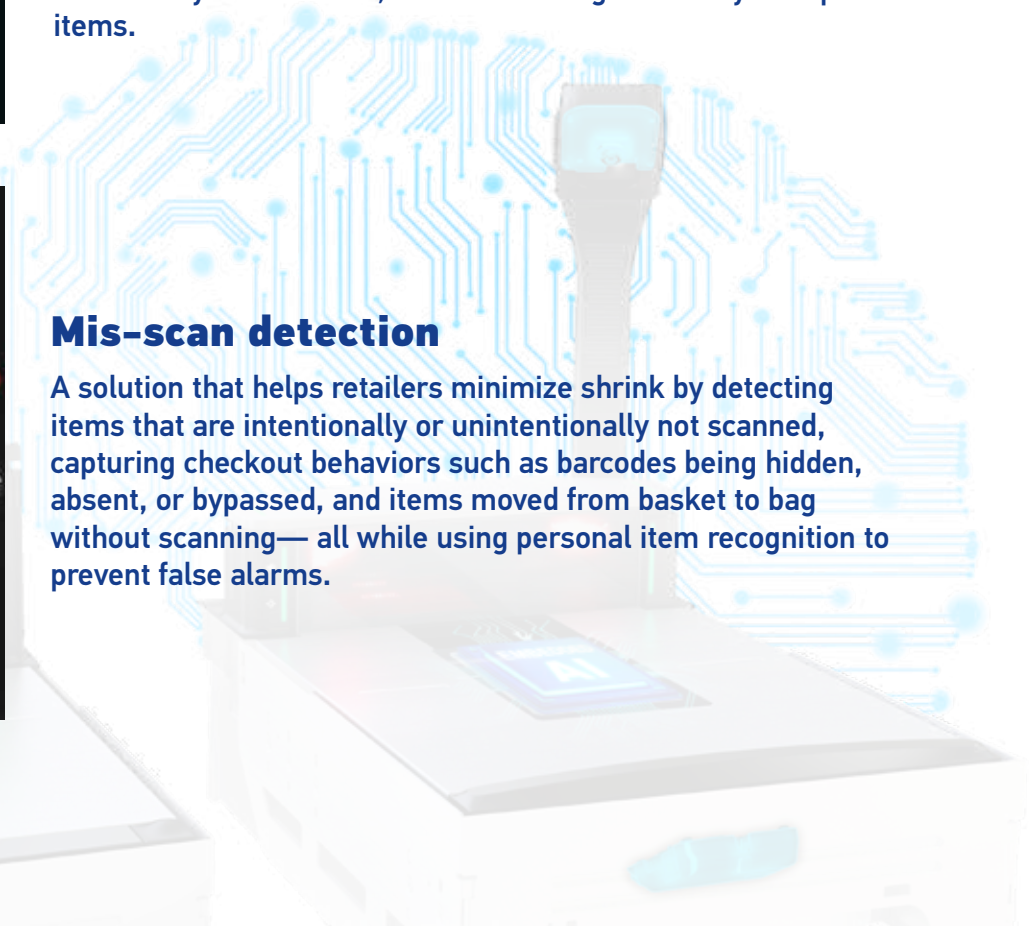 items.
Mis-scan detection
A solution that helps retailers minimize shrink by detecting
items that are intentionally or unintentionally not scanned,
capturing checkout behaviors such as barcodes being hidden,
absent, or bypassed, and items moved from basket to bag
without scanning— all while using personal item recognition to
prevent false alarms.
AI